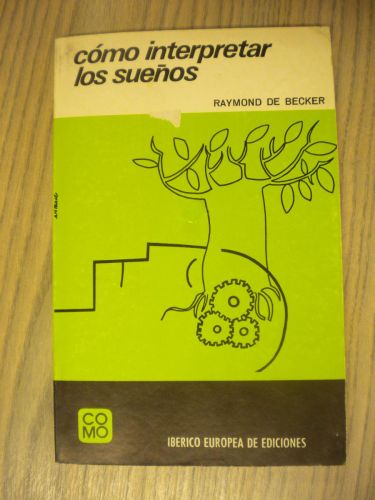 cómo interpretar
los sueños
RAYMOND DE BECKER
CO
MO
IBERICO EUROPEA DE EDICIONES